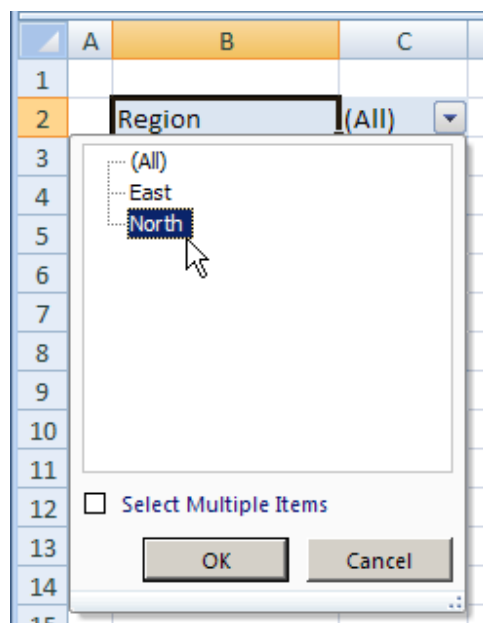 A B C
1
2 Region (All)
3 (All)
4 East
5 North
6
7
8
9
10
11
12 Select Multiple Items
13 OK Cancel
14
15